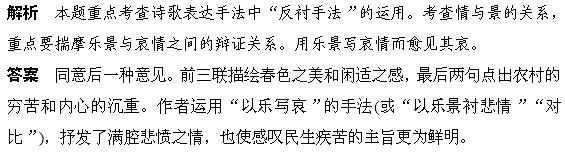 解析　本题重点考查诗歌表达手法中“反衬手法”的运用。考查情与景的关系，
重点要揣摩乐景与哀情之间的辩证关系。用乐景写哀情而愈见其哀。
答案　同意后一种意见。前三联描绘春色之美和闲适之感，最后两句点出农村的
穷苦和内心的沉重。作者运用“以乐写哀”的手法(或“以乐景衬悲情”“对
比”)，抒发了满腔悲愤之情，也使感叹民生疾苦的主旨更为鲜明。